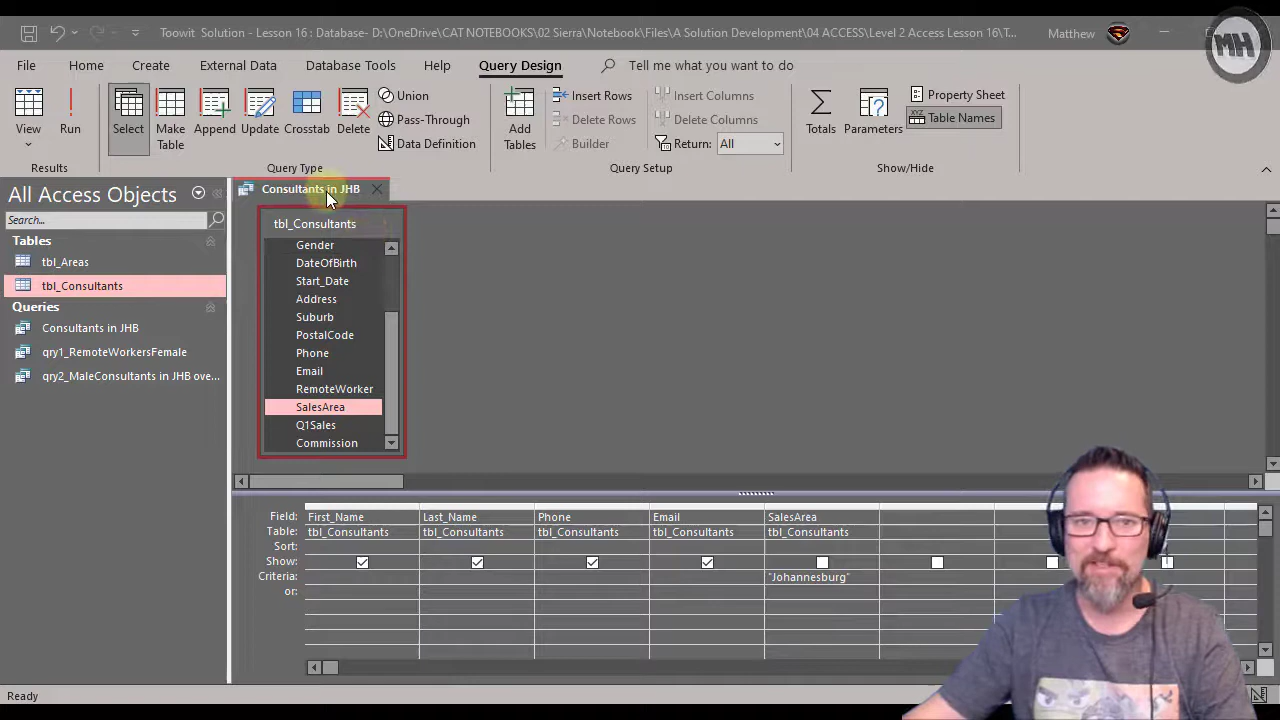 Toowit Solution - Lesson 16 : Database- D:\OneDrive\CAT NOTEBOOKS\02 Sierra\Notebook\Files\A Solution Development\04 ACCESS\Level 2 Access Lesson 16\T...
Matthew
MH
File Home Create External Data Database Tools Help Query Design Tell me what you want to do
View
Run
Select
Make Table
Append
Update
Crosstab
Delete
Union
Pass-Through
Data Definition
Add Tables
Insert Rows
Delete Rows
Builder
Insert Columns
Delete Columns
Return: All
Totals
Parameters
Property Sheet
XYZ Table Names
Results
Query Type
Query Setup
Show/Hide
All Access Objects
Search...
Tables
tbl_Areas
tbl_Consultants
Queries
Consultants in JHB
qry1_RemoteWorkersFemale
qry2_MaleConsultants in JHB ove...
Consultants in JHB
tbl_Consultants
Gender
DateOfBirth
Start_Date
Address
Suburb
PostalCode
Phone
Email
RemoteWorker
SalesArea
Q1Sales
Commission
Field: First_Name Last_Name Phone Email SalesArea
Table: tbl_Consultants tbl_Consultants tbl_Consultants tbl_Consultants tbl_Consultants
Sort:
Show:
Criteria: "Johannesburg"
or:
Ready